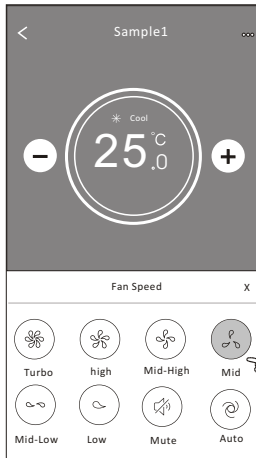 Sample1
Cool
25.0°C
Fan Speed x
Turbo high Mid-High Mid
Mid-Low Low Mute Auto